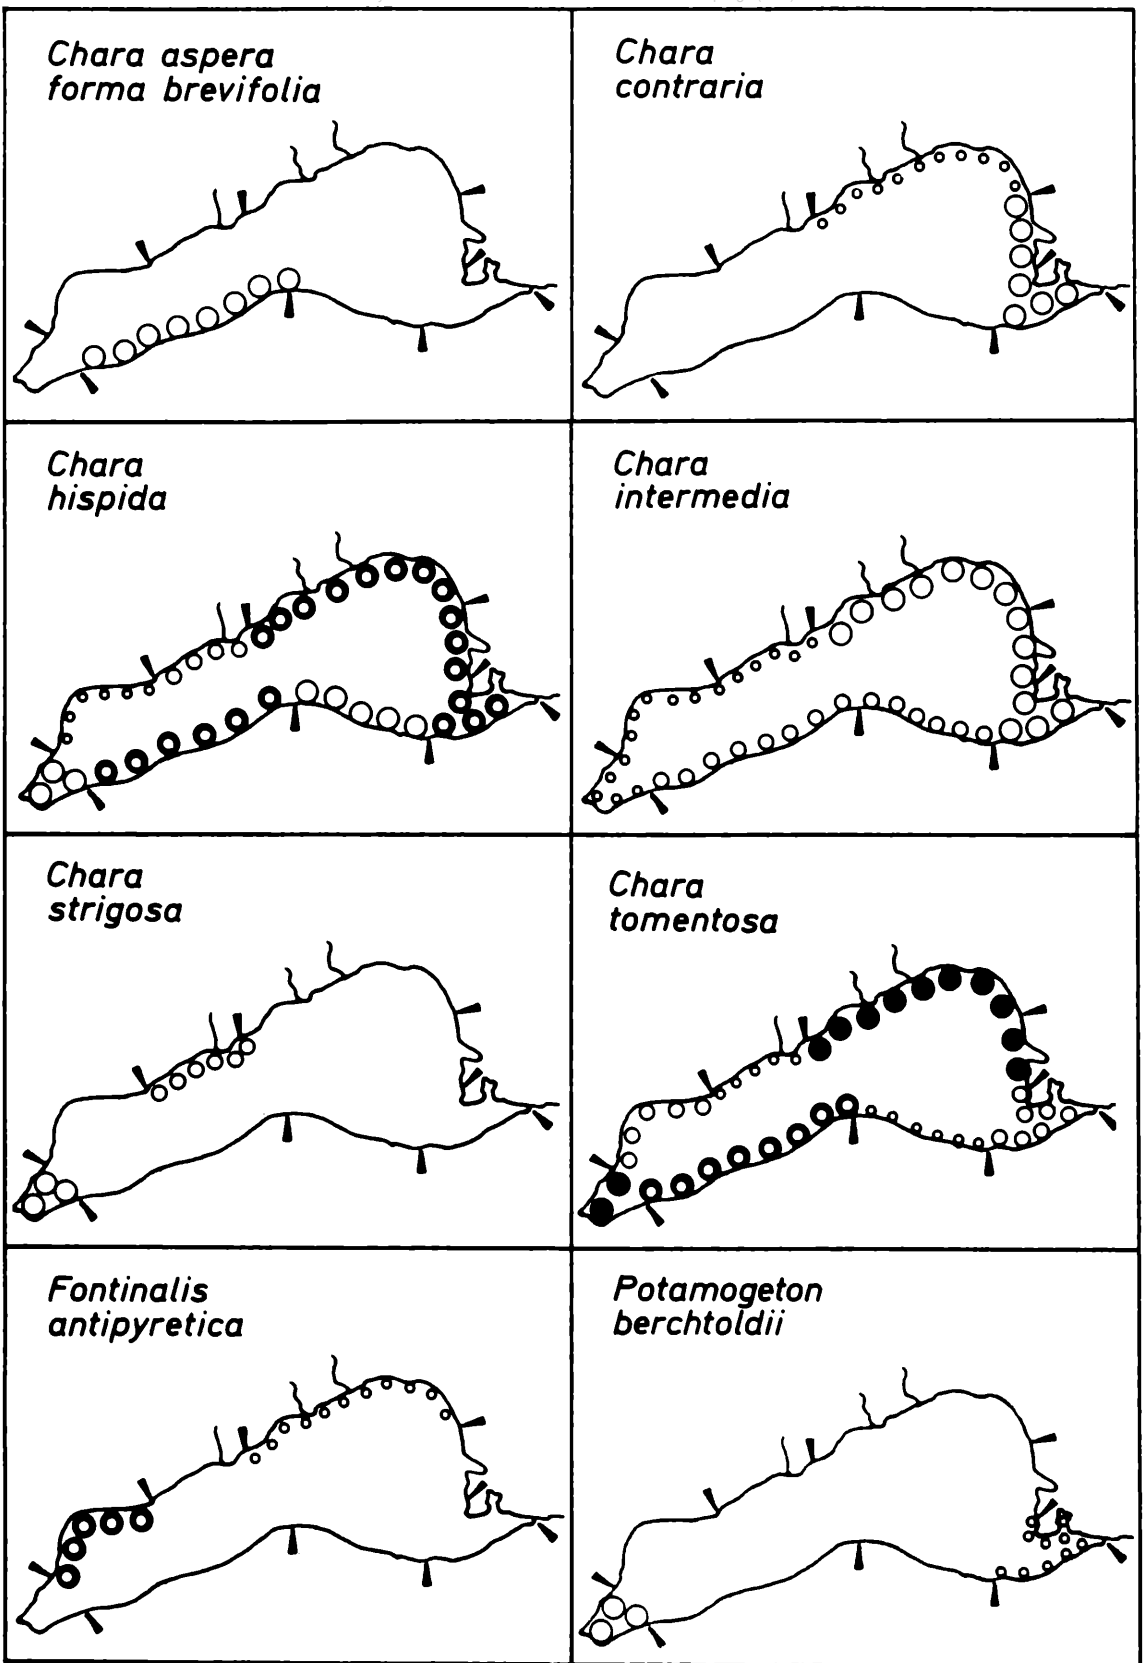 Chara aspera
forma brevifolia
Chara
contraria
Chara
hispida
Chara
intermedia
Chara
strigosa
Chara
tomentosa
Fontinalis
antipyretica
Potamogeton
berchtoldii